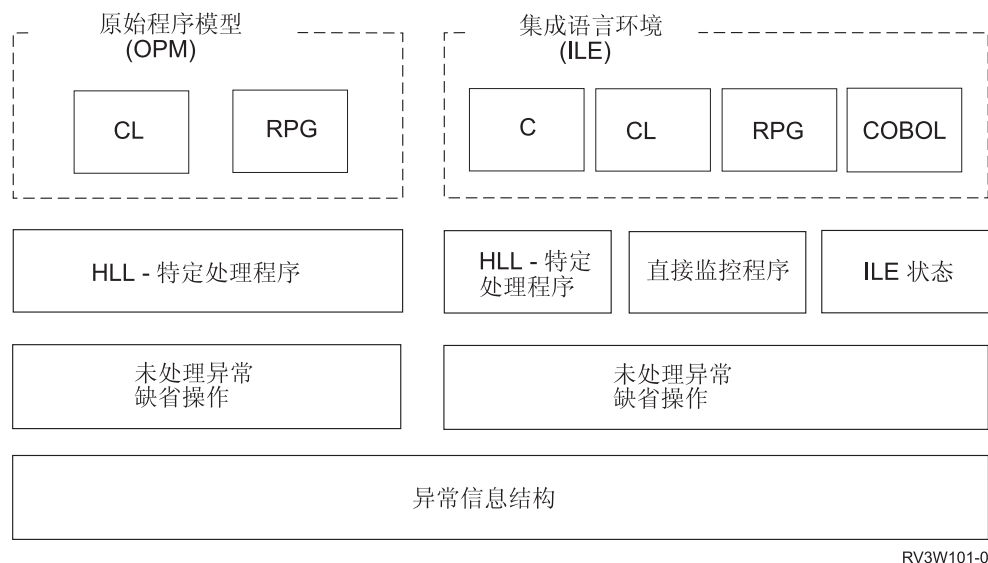 原始程序模型
(OPM)
集成语言环境
(ILE)
CL
RPG
C
CL
RPG
COBOL
HLL - 特定处理程序
HLL - 特定
处理程序
直接监控程序
ILE 状态
未处理异常
缺省操作
未处理异常
缺省操作
异常信息结构
RV3W101-0